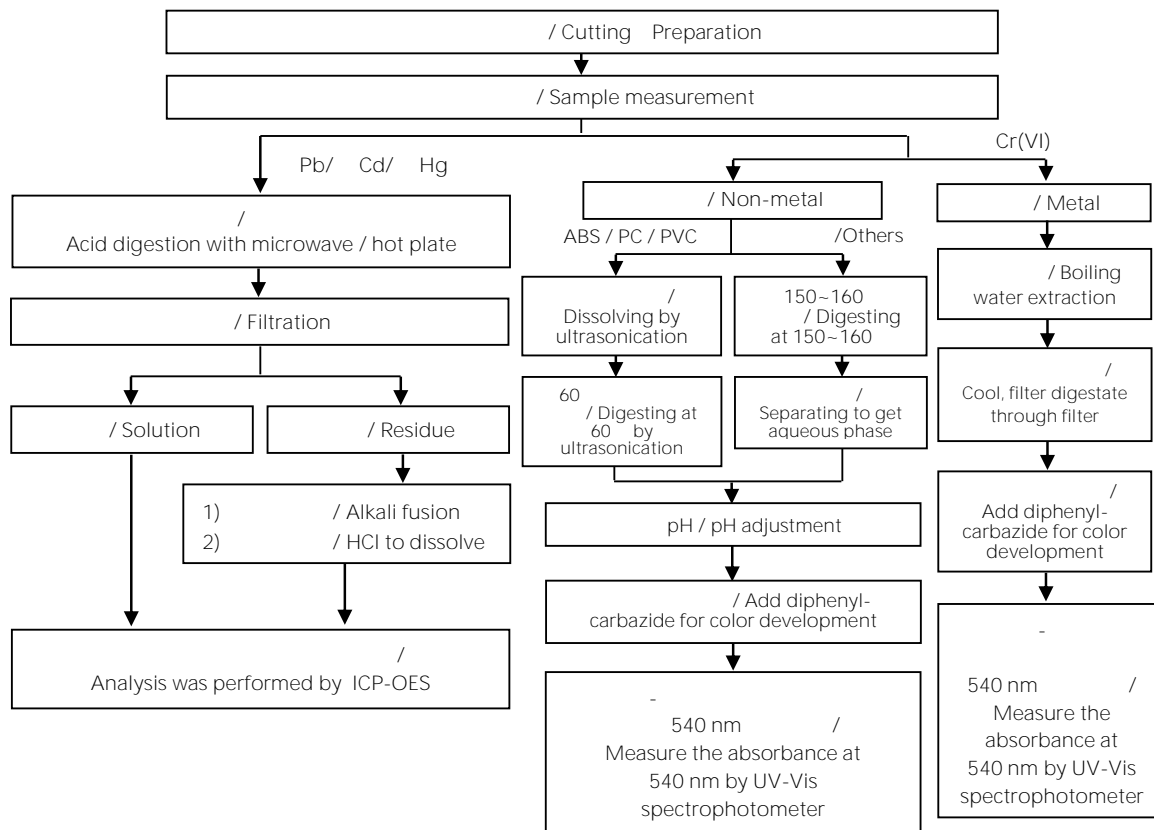 / Cutting Preparation
/ Sample measurement
Pb/ Cd/ Hg
Cr(VI)
/
Acid digestion with microwave / hot plate
/ Filtration
/ Solution
/ Residue
1) / Alkali fusion
2) / HCl to dissolve
/
Analysis was performed by ICP-OES
/ Non-metal
ABS / PC / PVC
/Others
/
Dissolving by
ultrasonication
60
/ Digesting at
60 by
ultrasonication
150~160
/ Digesting
at 150~160
/
Separating to get
aqueous phase
pH / pH adjustment
/ Add diphenyl-
carbazide for color development
-
540 nm /
Measure the absorbance at
540 nm by UV-Vis
spectrophotometer
/ Metal
/ Boiling
water extraction
/
Cool, filter digestate
through filter
/
Add diphenyl-
carbazide for color
development
-
540 nm /
Measure the
absorbance at
540 nm by UV-Vis
spectrophotometer